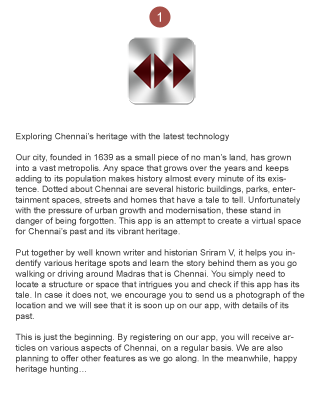 1
Exploring Chennai's heritage with the latest technology
Our city, founded in 1639 as a small piece of no man's land, has grown
into a vast metropolis. Any space that grows over the years and keeps
adding to its population makes history almost every minute of its exis-
tence. Dotted about Chennai are several historic buildings, parks, enter-
tainment spaces, streets and homes that have a tale to tell. Unfortunately
with the pressure of urban growth and modernisation, these stand in
danger of being forgotten. This app is an attempt to create a virtual space
for Chennai's past and its vibrant heritage.
Put together by well known writer and historian Sriram V, it helps you in-
dentify various heritage spots and learn the story behind them as you go
walking or driving around Madras that is Chennai. You simply need to
locate a structure or space that intrigues you and check if this app has its
tale. In case it does not, we encourage you to send us a photograph of the
location and we will see that it is soon up on our app, with details of its
past.
This is just the beginning. By registering on our app, you will receive ar-
ticles on various aspects of Chennai, on a regular basis. We are also
planning to offer other features as we go along. In the meanwhile, happy
heritage hunting...